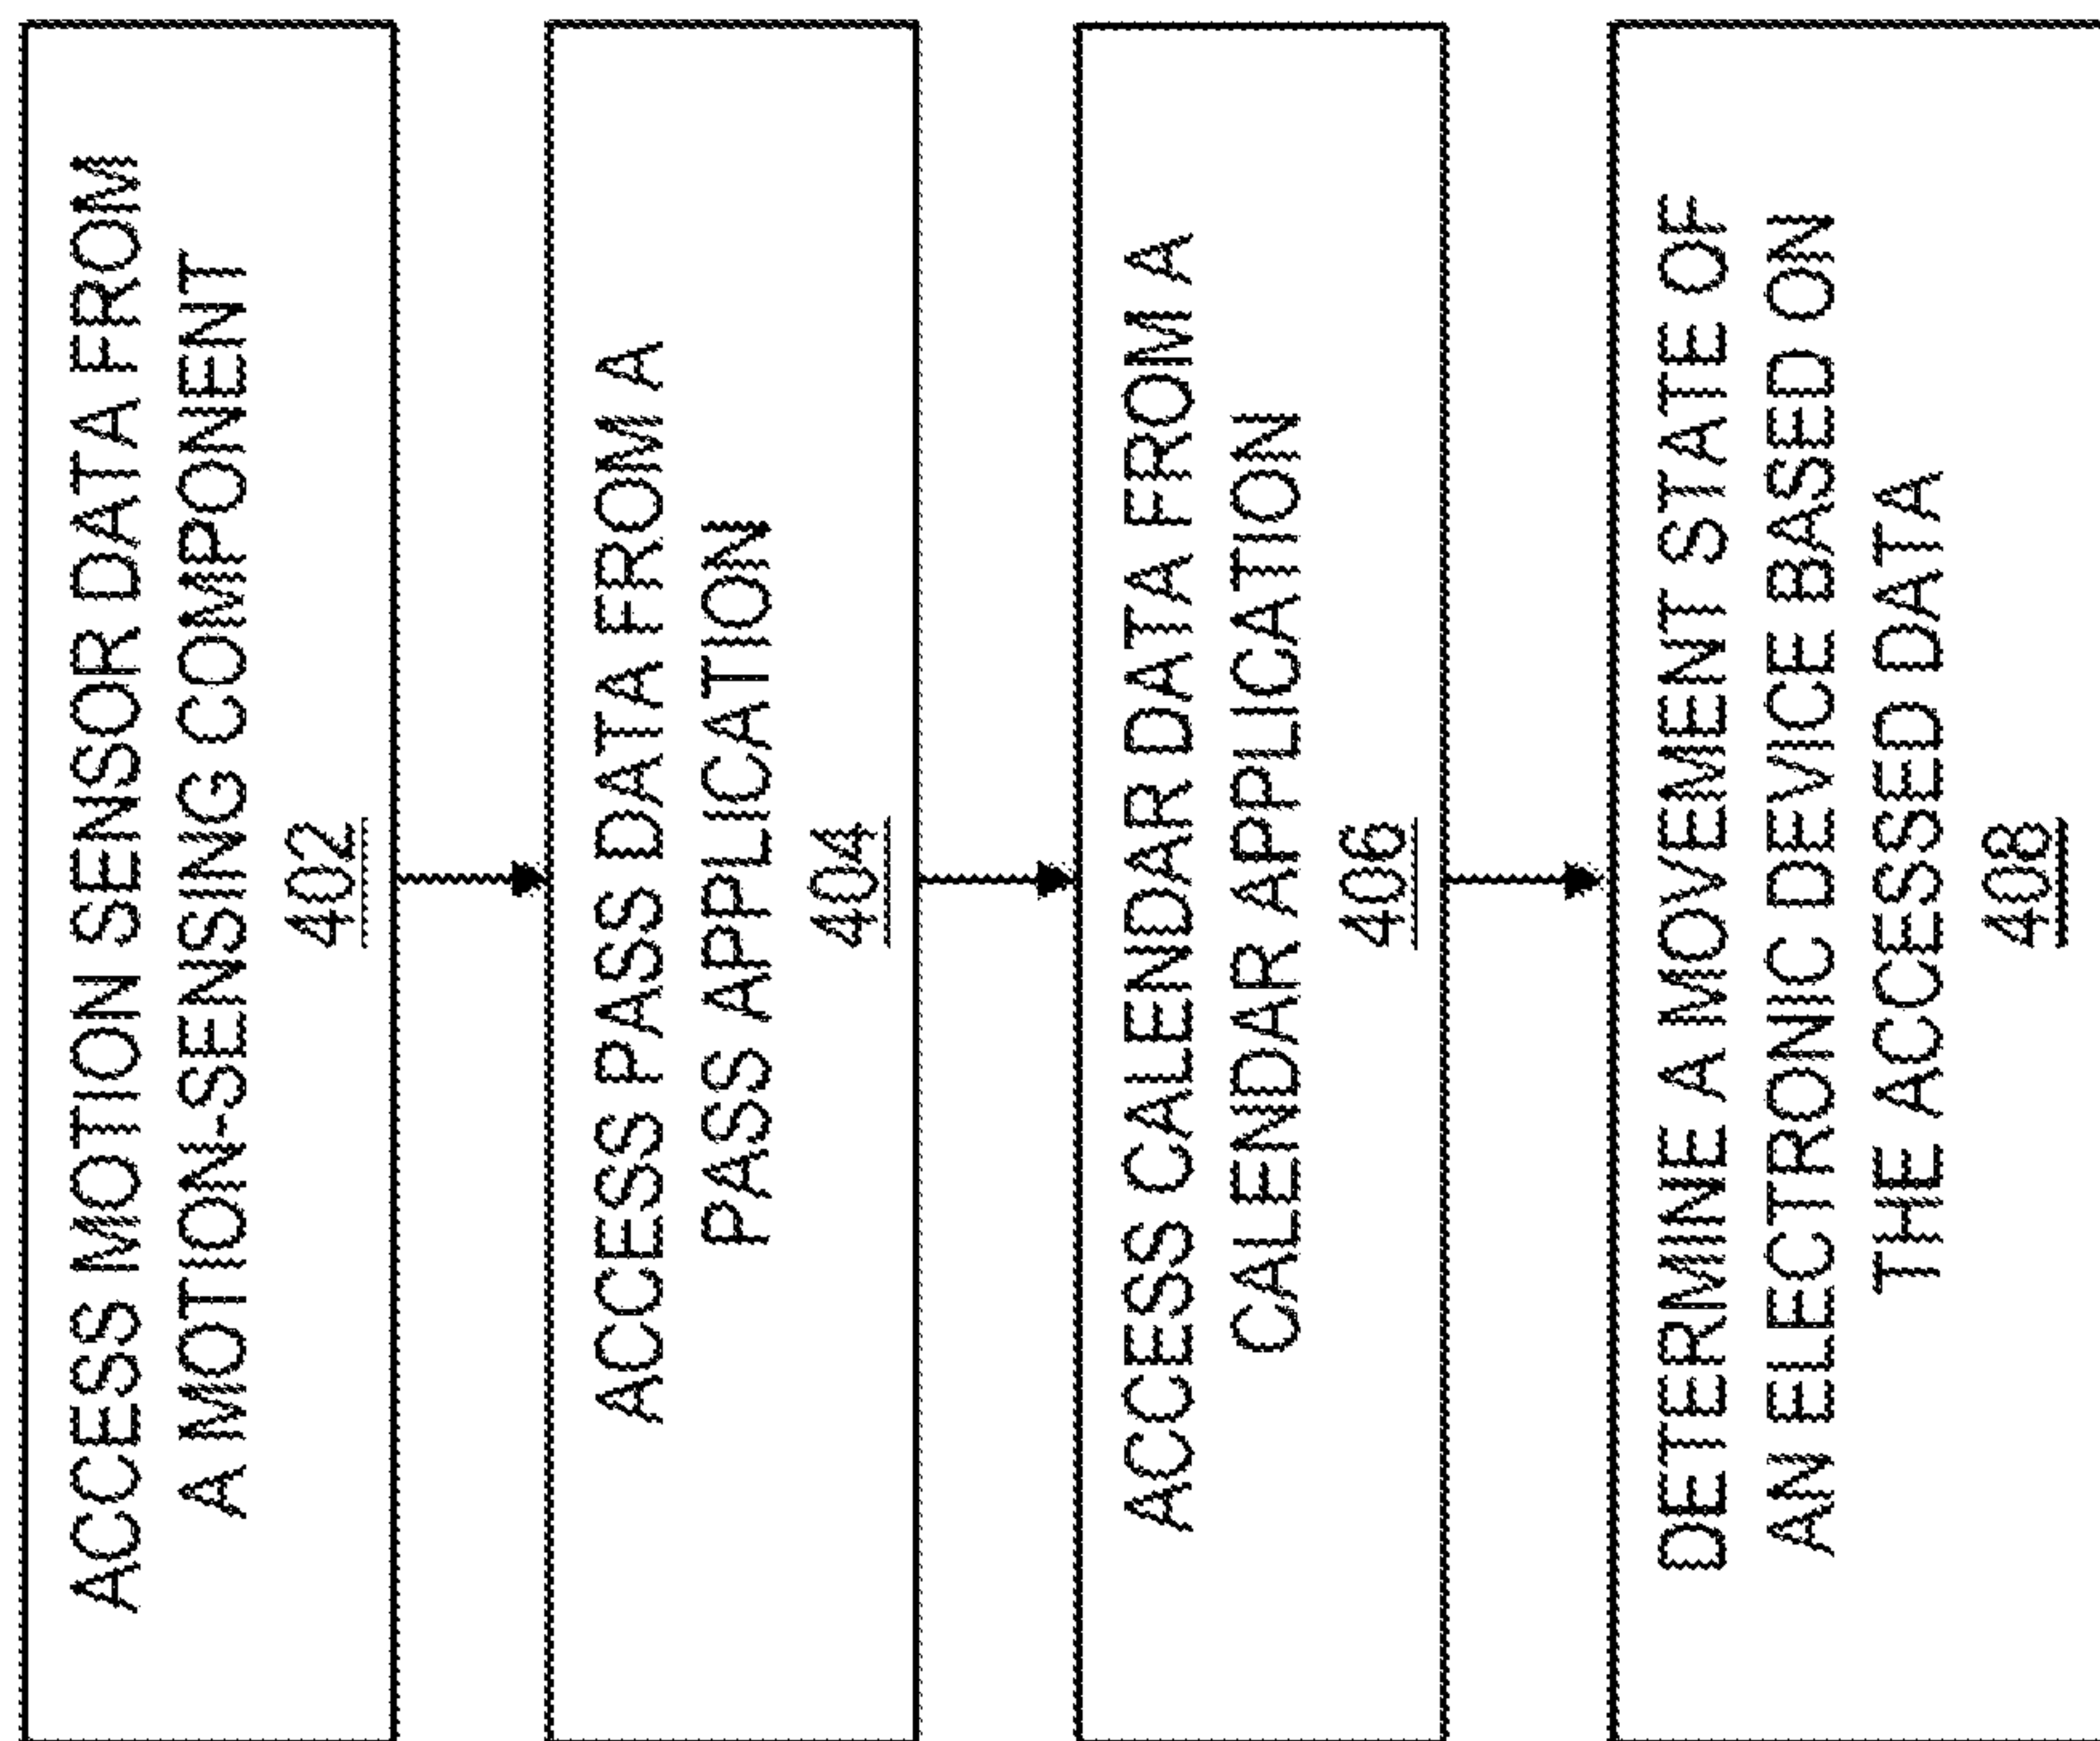 ACCESS MOTION SENSOR DATA FROM
A MOTION-SENSING COMPONENT
402
ACCESS PASS DATA FROM A
PASS APPLICATION
404
ACCESS CALENDAR DATA FROM A
CALENDAR APPLICATION
406
DETERMINE A MOVEMENT STATE OF
AN ELECTRONIC DEVICE BASED ON
THE ACCESSED DATA
408